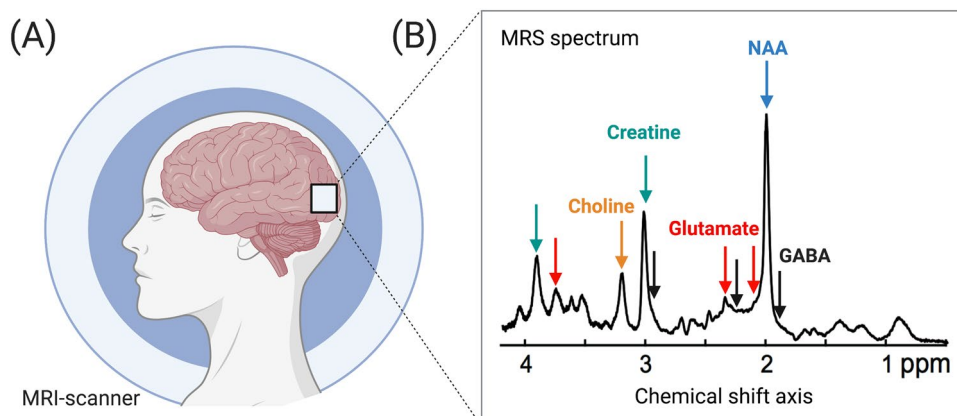 (A)
MRI-scanner
(B)
MRS spectrum
NAA
Creatine
Choline
Glutamate
GABA
4 3 2 1 ppm
Chemical shift axis